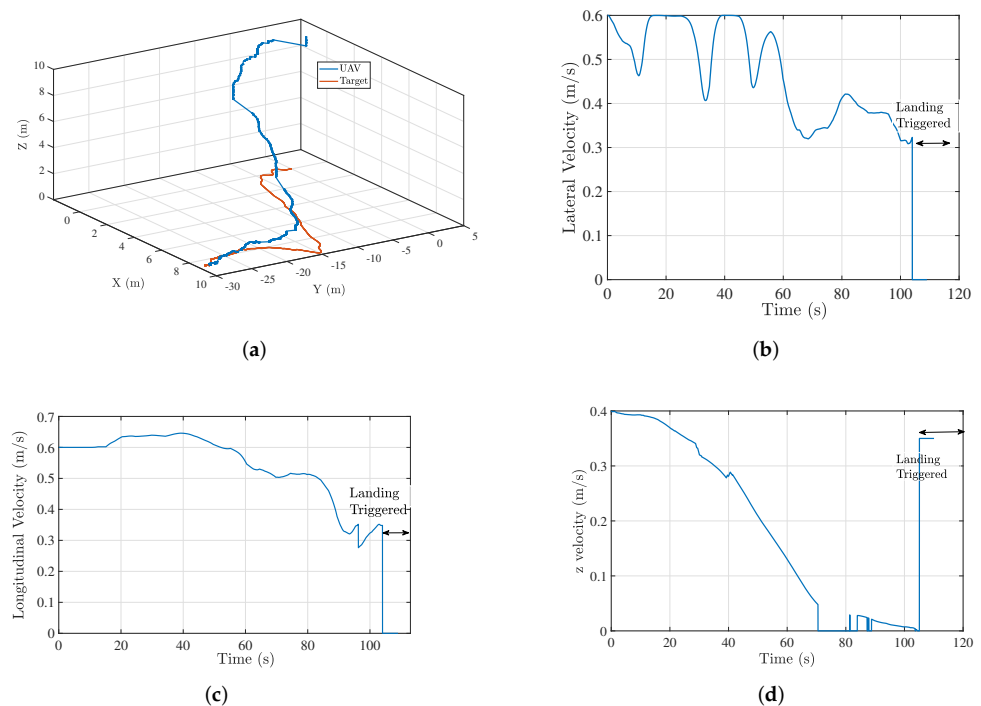 10
8
6
4
2
0
Z (m)
UAV
Target
0
2
4
6
8
10
X (m)
-30
-25
-20
-15
-10
-5
0
5
Y (m)
(a)
0.6
0.5
0.4
0.3
0.2
0.1
0
Lateral Velocity (m/s)
Landing
Triggered
0 20 40 60 80 100 120
Time (s)
(b)
0.7
0.6
0.5
0.4
0.3
0.2
0.1
0
Longitudinal Velocity (m/s)
Landing
Triggered
0 20 40 60 80 100
Time (s)
(c)
0.4
0.3
0.2
0.1
0
z velocity (m/s)
Landing
Triggered
0 20 40 60 80 100 120
Time (s)
(d)